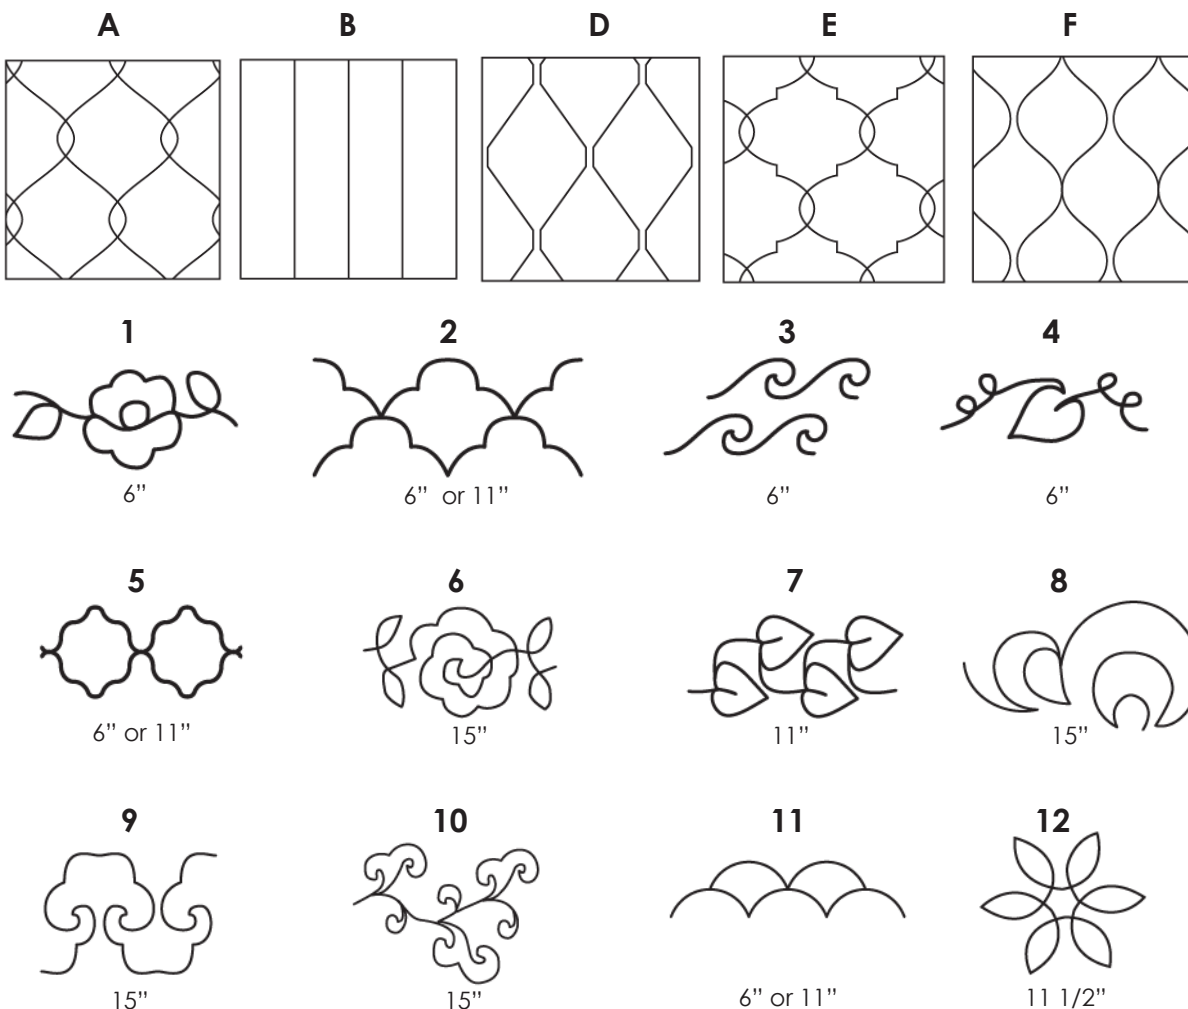 A B D E F
1 2 3 4
6” 6” or 11” 6” 6”
5 6 7 8
6” or 11” 15” 11” 15”
9 10 11 12
15” 15” 6” or 11” 11 1/2”